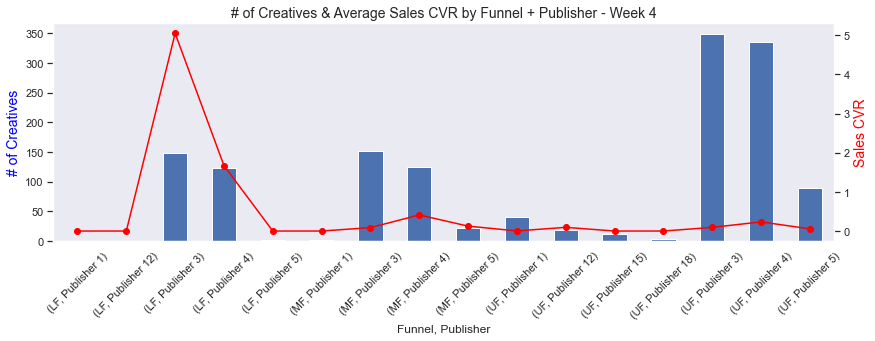 # of Creatives & Average Sales CVR by Funnel + Publisher - Week 4
# of Creatives
350
300
250
200
150
100
50
0
Sales CVR
5
4
3
2
1
0
(LF, Publisher 1)
(LF, Publisher 12)
(LF, Publisher 3)
(LF, Publisher 4)
(LF, Publisher 5)
(MF, Publisher 1)
(MF, Publisher 3)
(MF, Publisher 4)
(MF, Publisher 5)
(UF, Publisher 1)
(UF, Publisher 12)
(UF, Publisher 15)
(UF, Publisher 18)
(UF, Publisher 3)
(UF, Publisher 4)
(UF, Publisher 5)
Funnel, Publisher